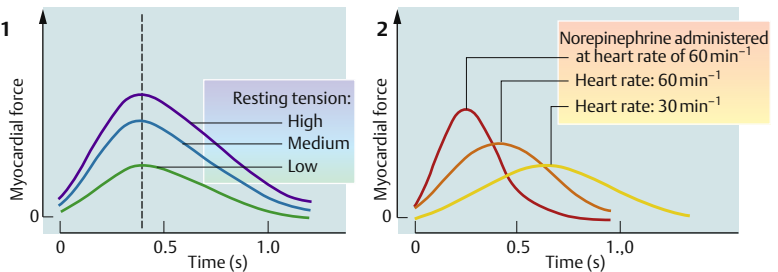 1
Myocardial force
0
Resting tension:
High
Medium
Low
0
0.5
1.0
Time (s)
2
Myocardial force
0
Norepinephrine administered
at heart rate of 60 min⁻¹
Heart rate: 60 min⁻¹
Heart rate: 30 min⁻¹
0
0.5
1.,0
Time (s)